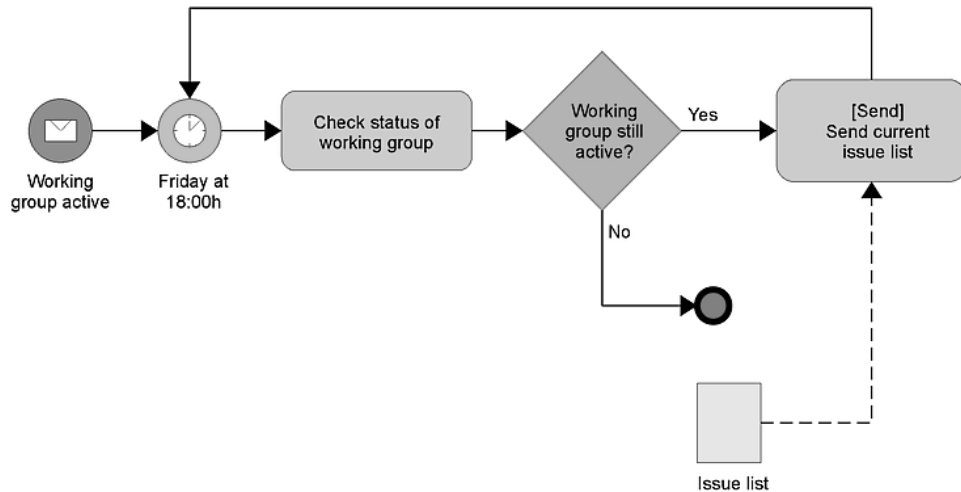 Working
group active
Friday at
18:00h
Check status of
working group
Working
group still
active?
Yes
No
[Send]
Send current
issue list
Issue list